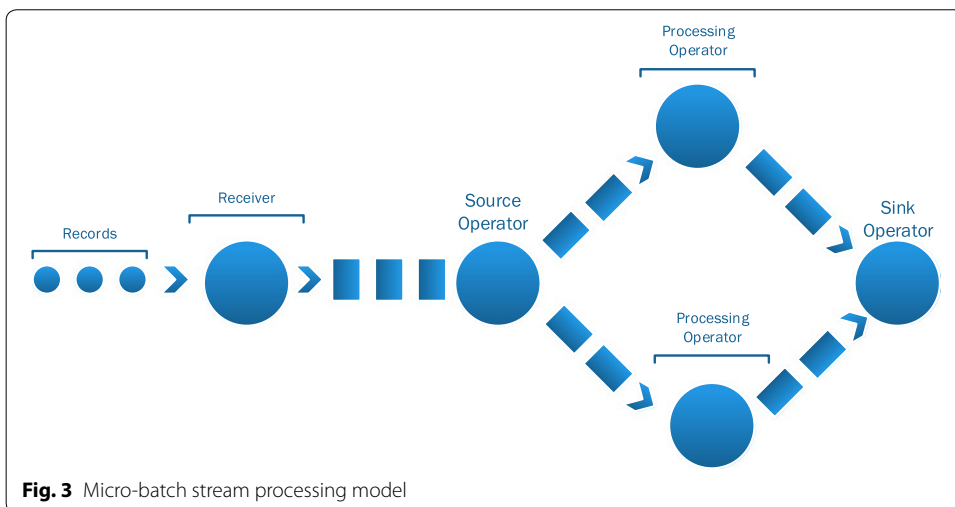 Processing
Operator
Receiver
Records
Source
Operator
Sink
Operator
Processing
Operator
Fig. 3 Micro-batch stream processing model